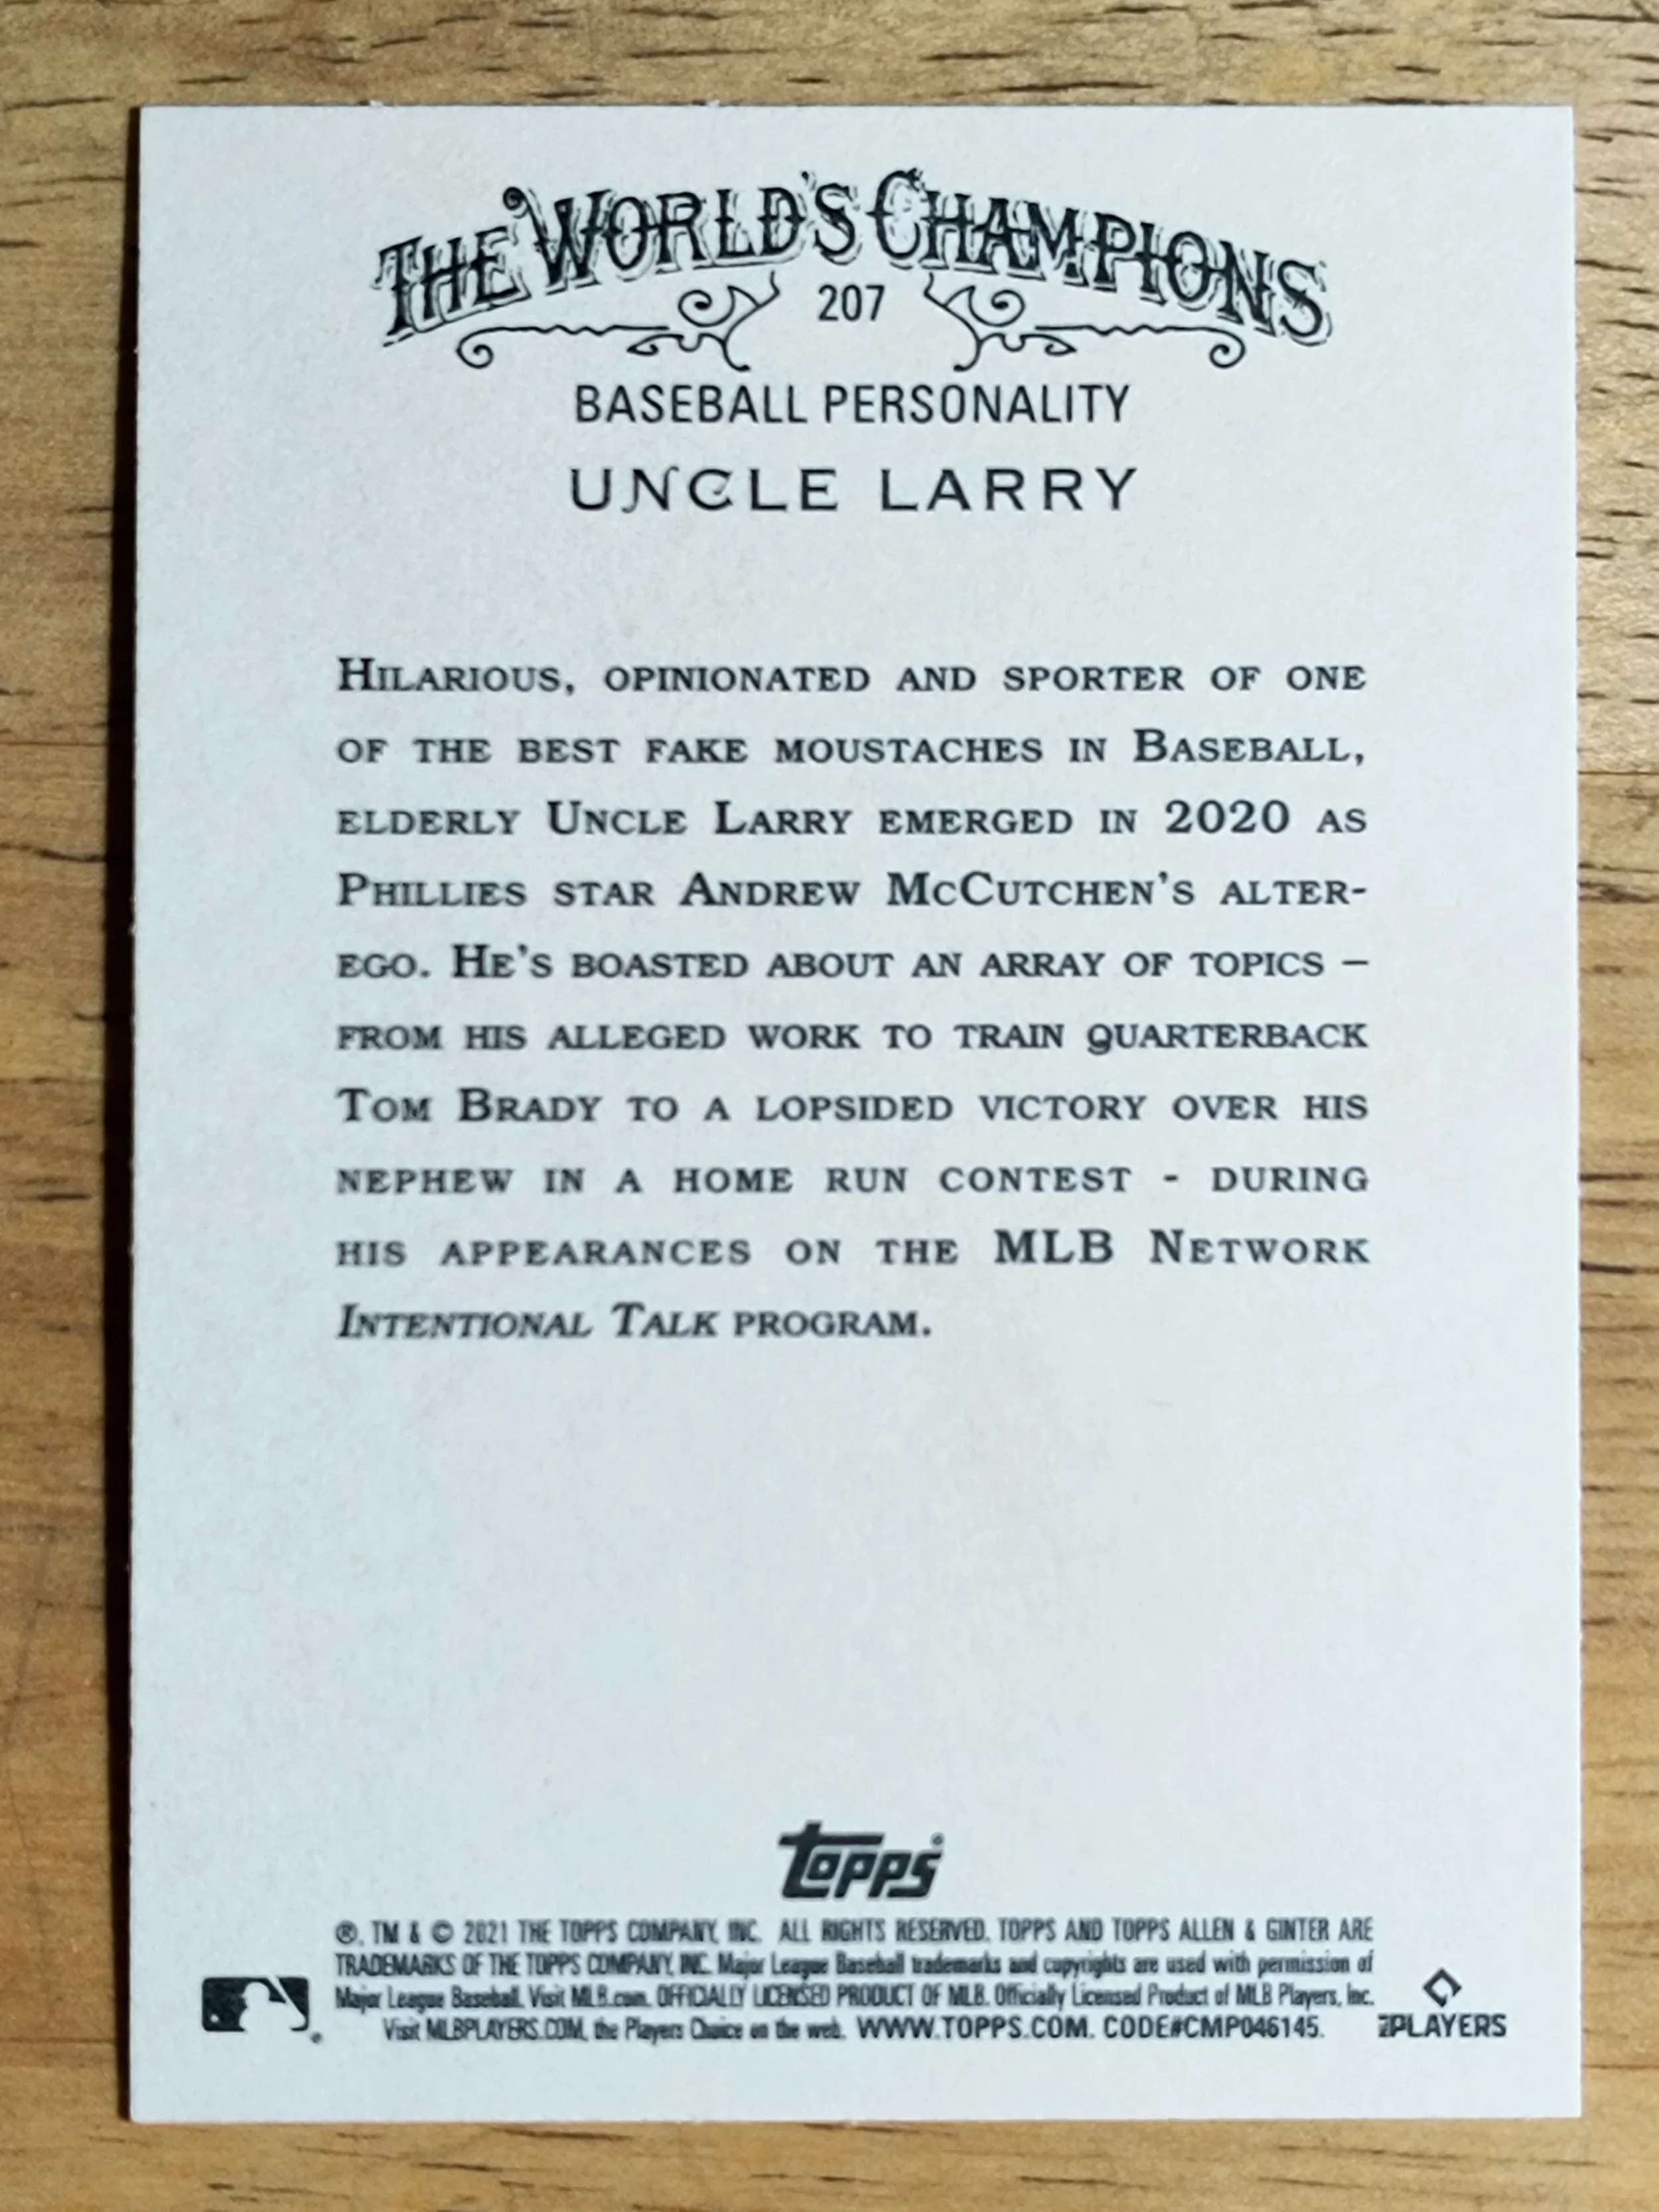 THE WORLD'S CHAMPIONS
207
BASEBALL PERSONALITY
UNCLE LARRY
HILARIOUS, OPINIONATED AND SPORTER OF ONE
OF THE BEST FAKE MOUSTACHES IN BASEBALL,
ELDERLY UNCLE LARRY EMERGED IN 2020 AS
PHILLIES STAR ANDREW MCCUTCHEN'S ALTER-
EGO. HE'S BOASTED ABOUT AN ARRAY OF TOPICS –
FROM HIS ALLEGED WORK TO TRAIN QUARTERBACK
TOM BRADY TO A LOPSIDED VICTORY OVER HIS
NEPHEW IN A HOME RUN CONTEST - DURING
HIS APPEARANCES ON THE MLB NETWORK
INTENTIONAL TALK PROGRAM.
Topps®
®, TM & © 2021 THE TOPPS COMPANY, INC. ALL RIGHTS RESERVED. TOPPS AND TOPPS ALLEN & GINTER ARE
TRADEMARKS OF THE TOPPS COMPANY, INC. Major League Baseball trademarks and copyrights are used with permission of
Major League Baseball. Visit MLB.com. OFFICIALLY LICENSED PRODUCT OF MLB. Officially Licensed Product of MLB Players, Inc.
Visit MLBPLAYERS.COM, the Players Choice on the web. WWW.TOPPS.COM. CODE#CMP046145.
PLAYERS